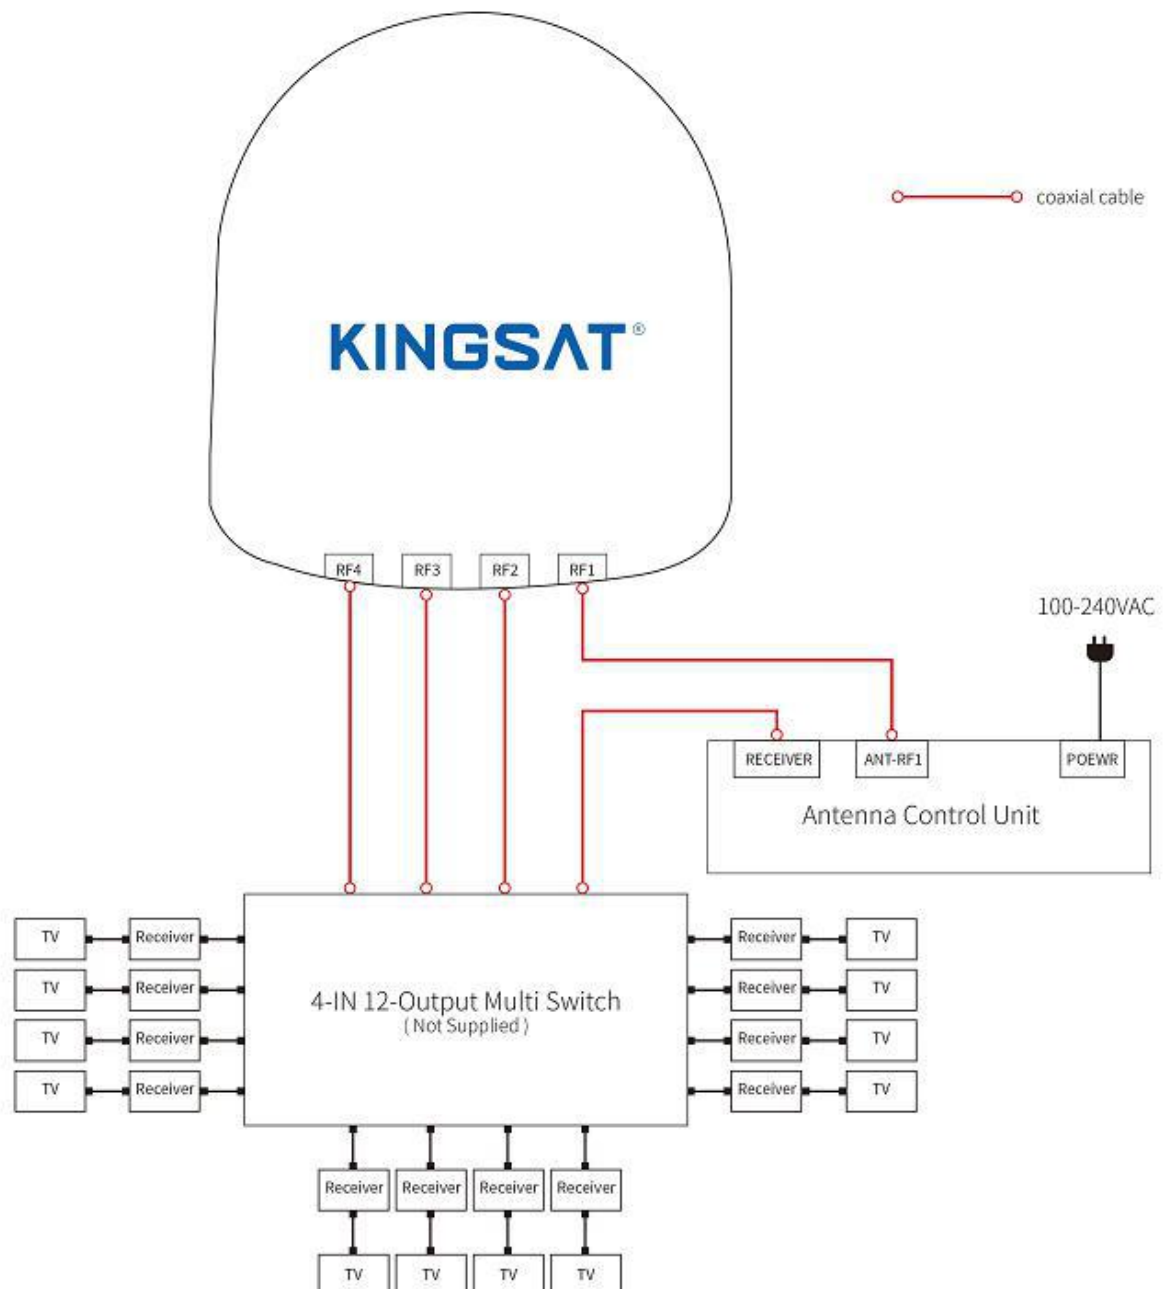 coaxial cable
KINGSAT®
RF4 RF3 RF2 RF1
100-240VAC
RECEIVER ANT-RF1 POEWR
Antenna Control Unit
TV Receiver Receiver TV
TV Receiver Receiver TV
4-IN 12-Output Multi Switch
( Not Supplied )
TV Receiver Receiver TV
TV Receiver Receiver TV
Receiver Receiver Receiver Receiver
TV TV TV TV